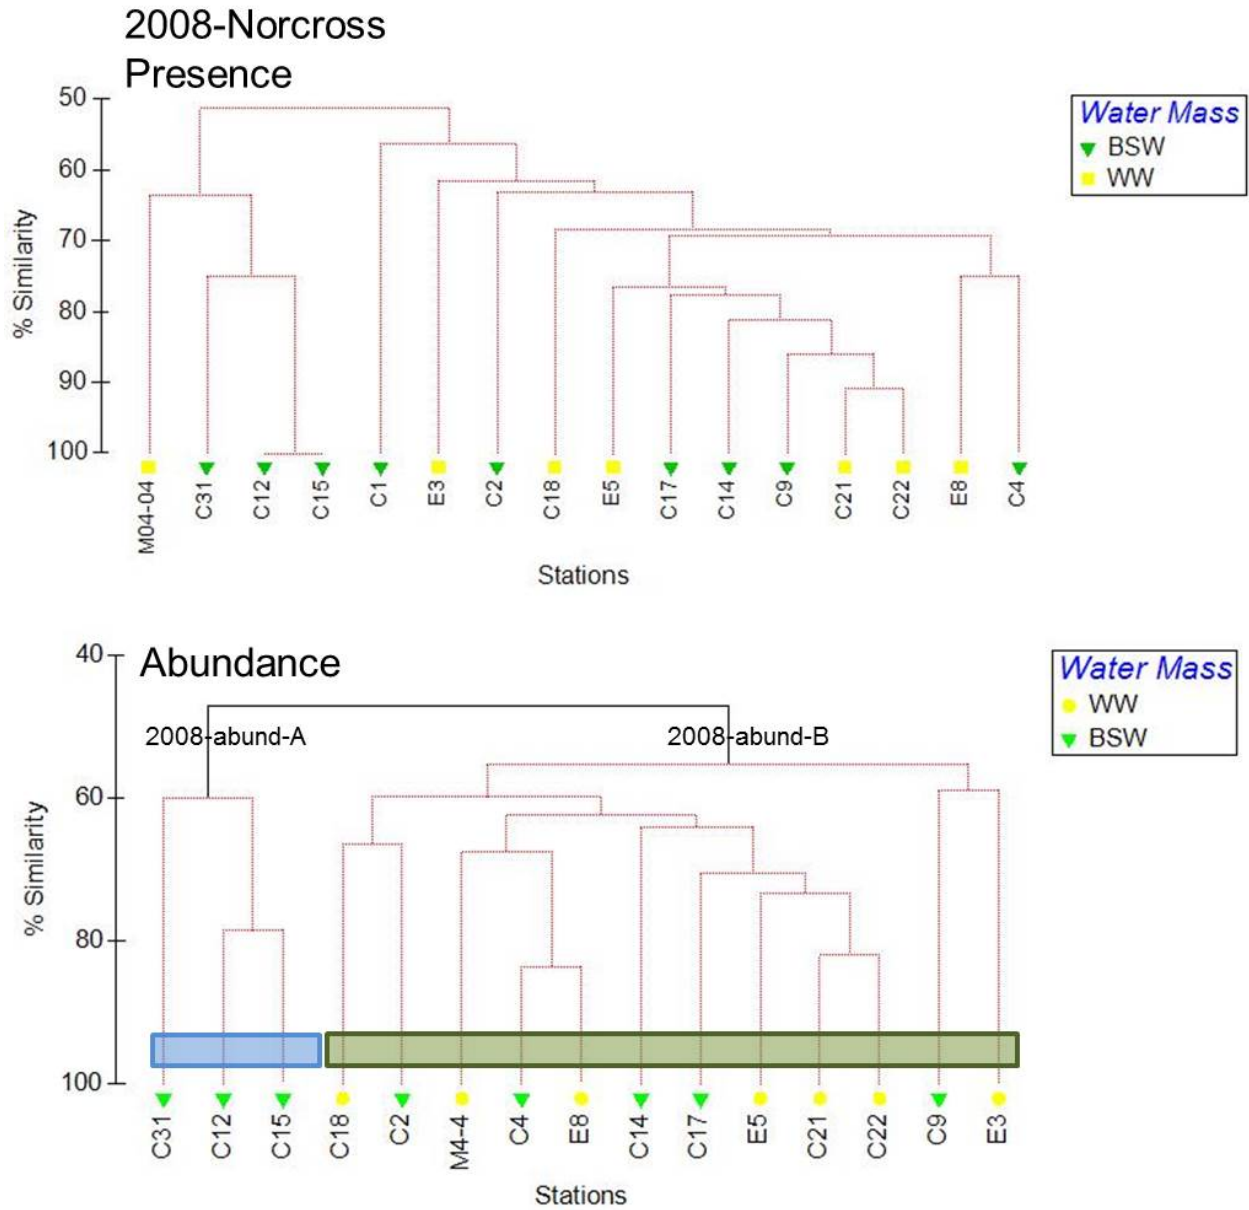 2008-Norcross
Presence
50
60
70
80
90
100
% Similarity
M04-04 C31 C12 C15 C1 E3 C2 C18 E5 C17 C14 C9 C21 C22 E8 C4
Stations
Water Mass
BSW
WW
Abundance
40
60
80
100
% Similarity
2008-abund-A 2008-abund-B
C31 C12 C15 C18 C2 M4-4 C4 E8 C14 C17 E5 C21 C22 C9 E3
Stations
Water Mass
WW
BSW